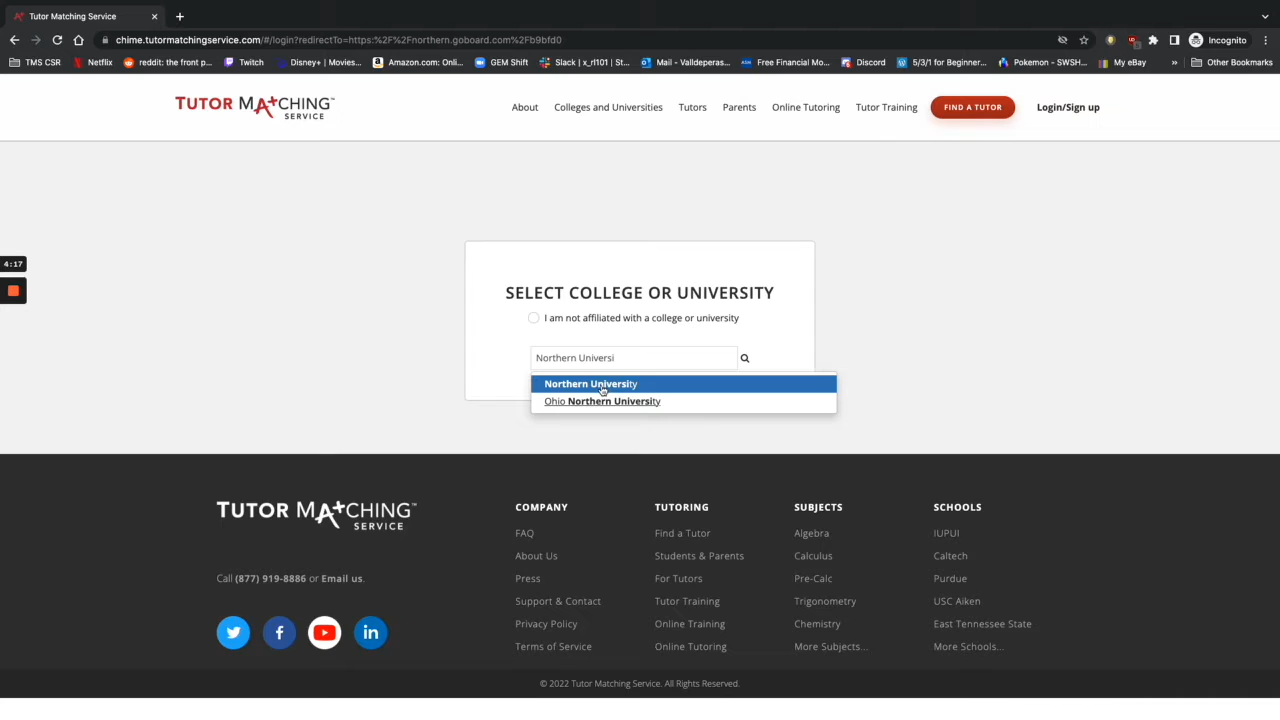 Tutor Matching Service
chime.tutormatchingservice.com/#/login?redirectTo=https:%2F%2Fnorthern.goboard.com%2Fb9bfd0
Incognito
TMS CSR
Netflix
reddit: the front p...
Twitch
Disney+ | Movies...
Amazon.com: Onli...
GEM Shift
Slack | x_rl101 | St...
Mail - Valldeperas...
Free Financial Mo...
Discord
5/3/1 for Beginner...
Pokemon - SWSH...
My eBay
»
Other Bookmarks
TUTOR MATCHING™
SERVICE
About
Colleges and Universities
Tutors
Parents
Online Tutoring
Tutor Training
FIND A TUTOR
Login/Sign up
4:17
SELECT COLLEGE OR UNIVERSITY
I am not affiliated with a college or university
Northern Universi
Northern University
Ohio Northern University
TUTOR MATCHING™
SERVICE
Call (877) 919-8886 or Email us.
COMPANY
FAQ
About Us
Press
Support & Contact
Privacy Policy
Terms of Service
TUTORING
Find a Tutor
Students & Parents
For Tutors
Tutor Training
Online Training
Online Tutoring
SUBJECTS
Algebra
Calculus
Pre-Calc
Trigonometry
Chemistry
More Subjects...
SCHOOLS
IUPUI
Caltech
Purdue
USC Aiken
East Tennessee State
More Schools...
© 2022 Tutor Matching Service. All Rights Reserved.